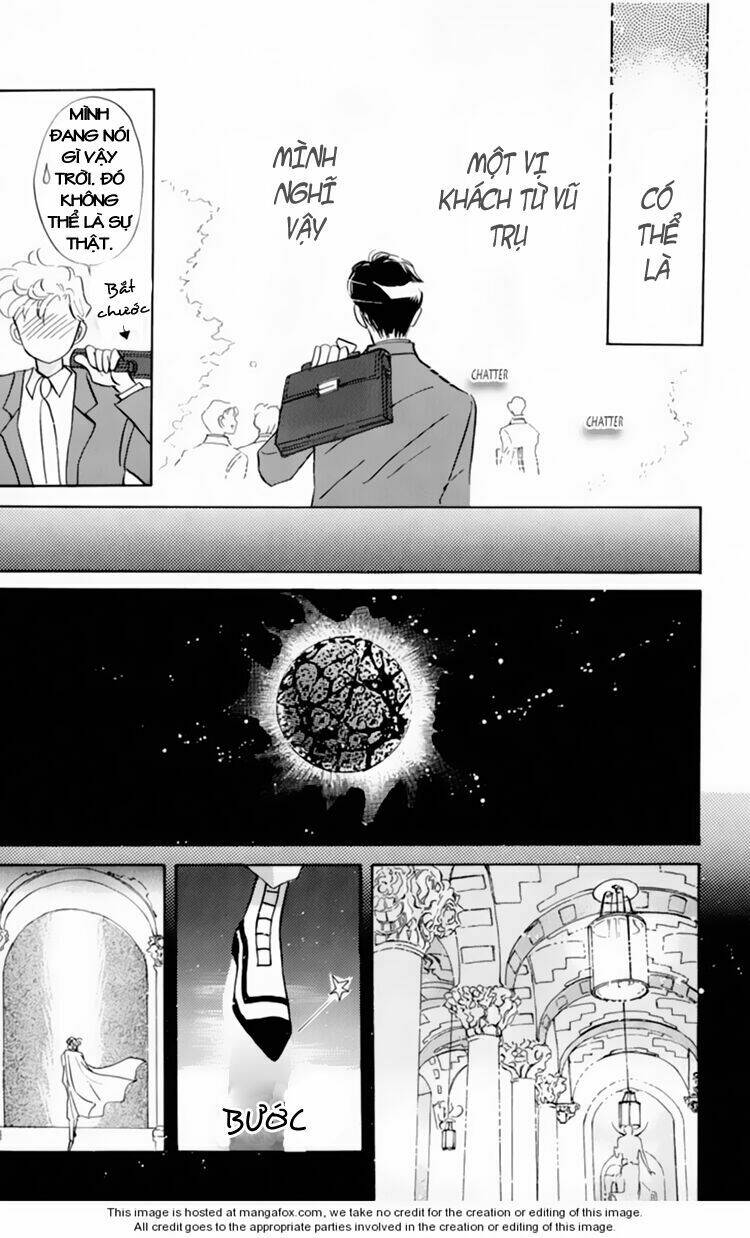 CÓ
THỂ
LÀ
MỘT VỊ
KHÁCH TỪ VŨ
TRỤ
MÌNH
NGHĨ
VẬY
CHATTER
CHATTER
MÌNH
ĐANG NÓI
GÌ VẬY
TRỜI. ĐÓ
KHÔNG
THỂ LÀ SỰ
THẬT.
Bắt
chước
BƯỚC
This image is hosted at mangafox.com, we take no credit for the creation or editing of this image.
All credit goes to the appropriate parties involved in the creation or editing of this image.